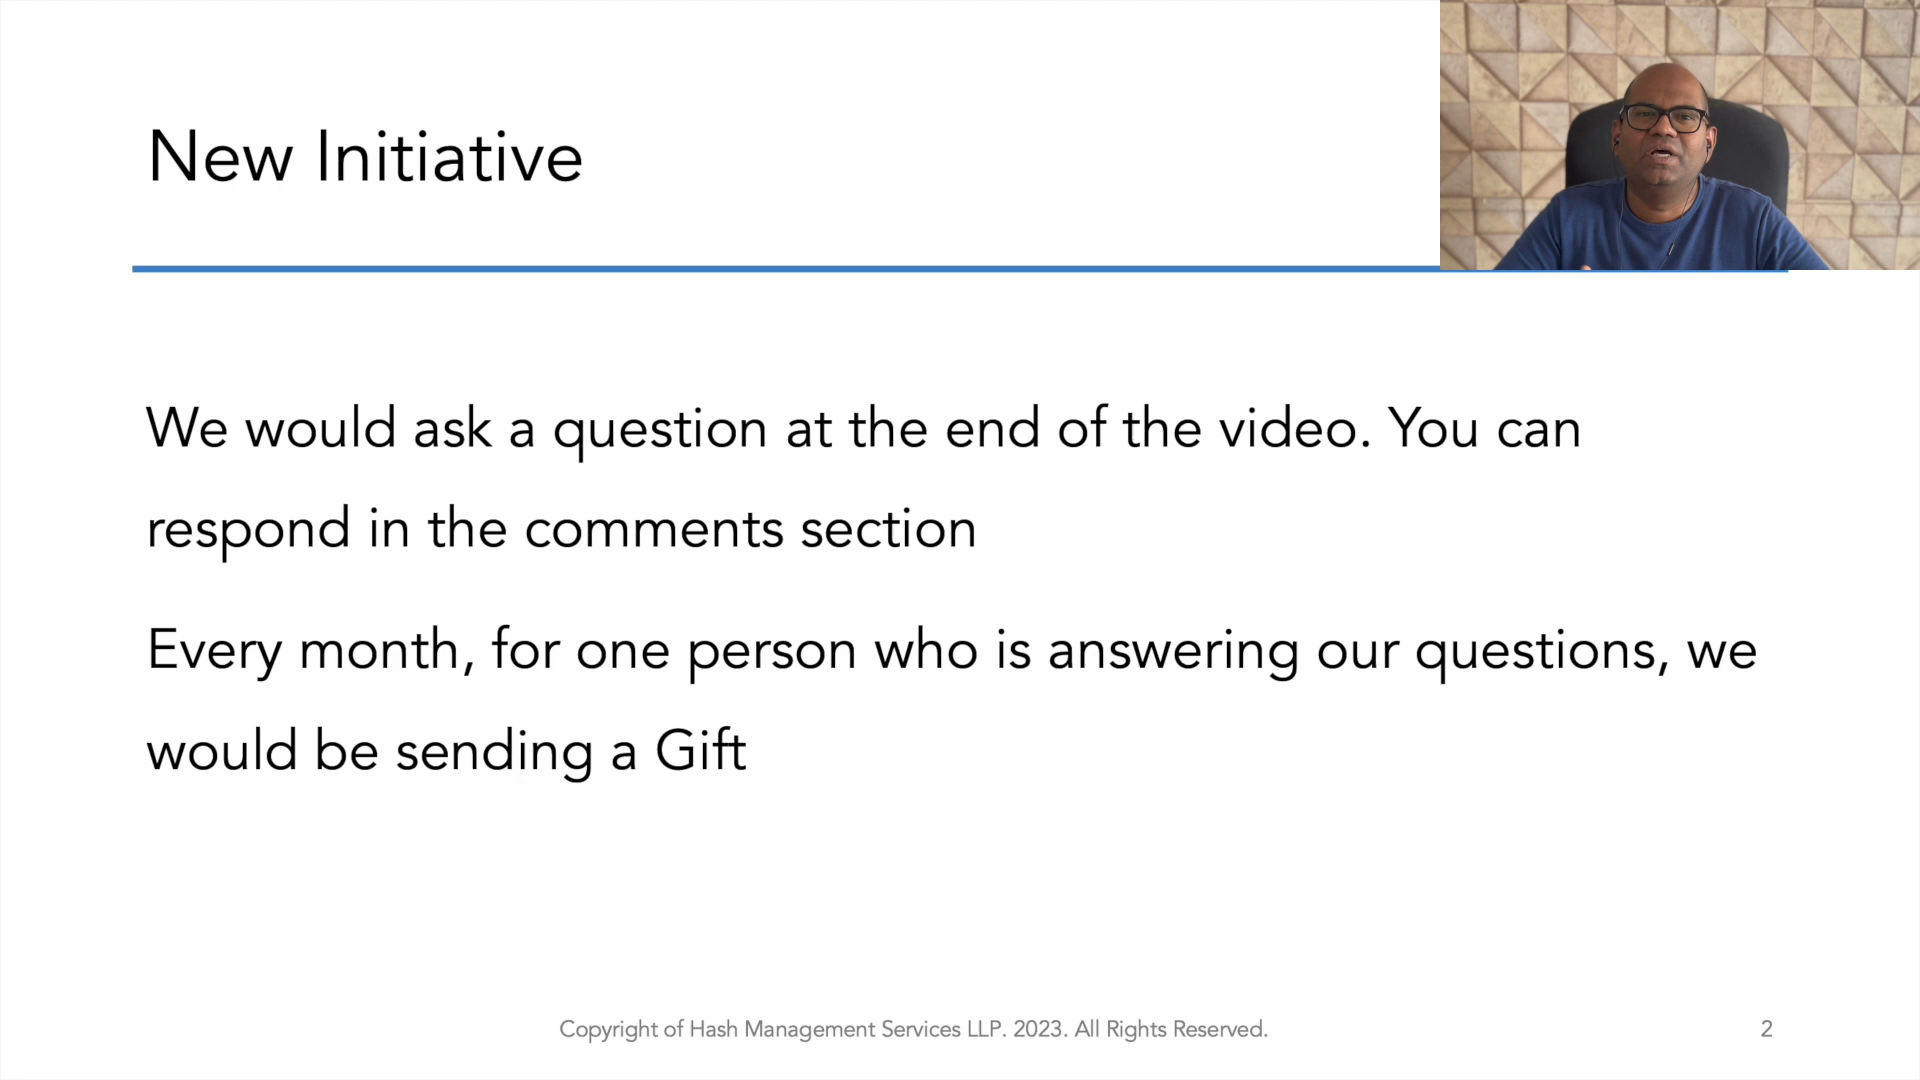 New Initiative
We would ask a question at the end of the video. You can
respond in the comments section
Every month, for one person who is answering our questions, we
would be sending a Gift
Copyright of Hash Management Services LLP. 2023. All Rights Reserved.
2